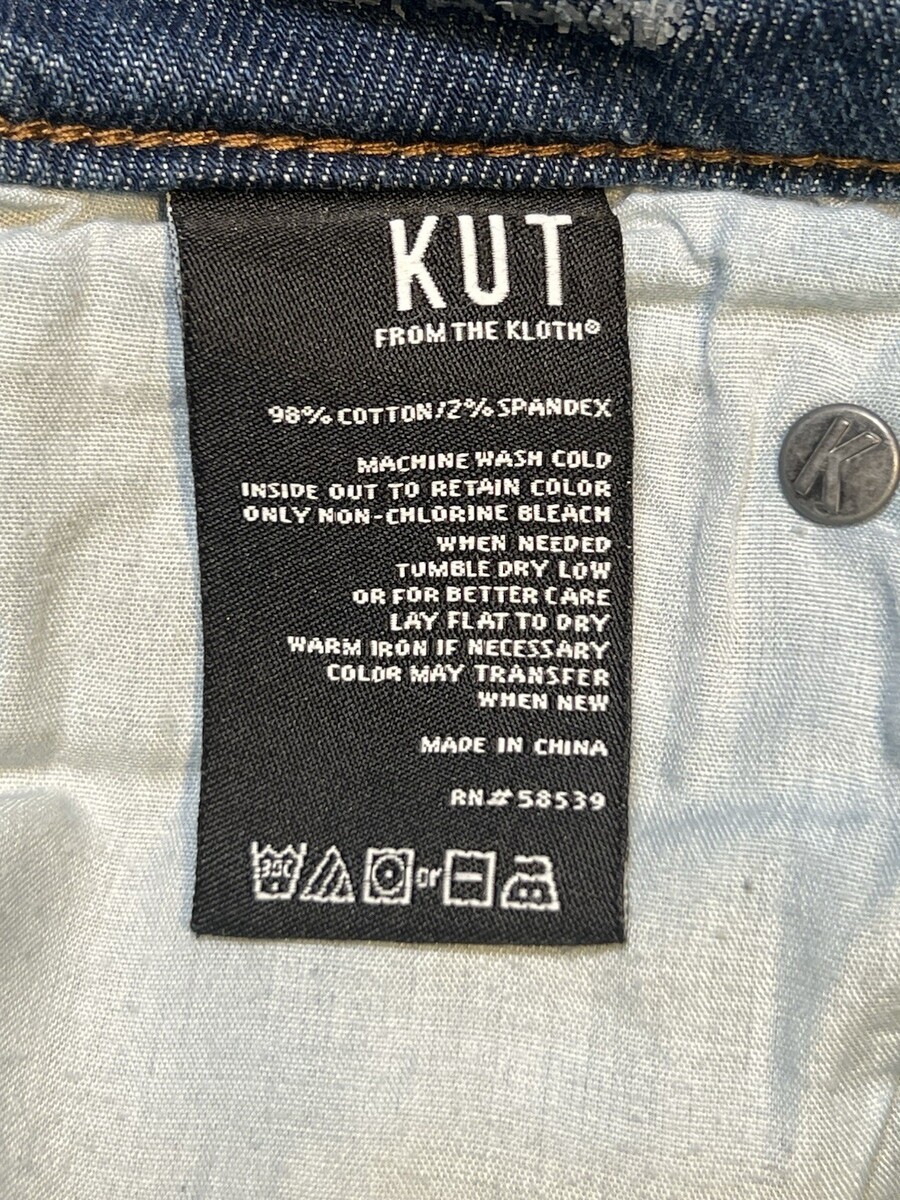 KUT
FROM THE KLOTH®
98% COTTON/2% SPANDEX
MACHINE WASH COLD
INSIDE OUT TO RETAIN COLOR
ONLY NON-CHLORINE BLEACH
WHEN NEEDED
TUMBLE DRY LOW
OR FOR BETTER CARE
LAY FLAT TO DRY
WARM IRON IF NECESSARY
COLOR MAY TRANSFER
WHEN NEW
MADE IN CHINA
RN#58539
30C or
K